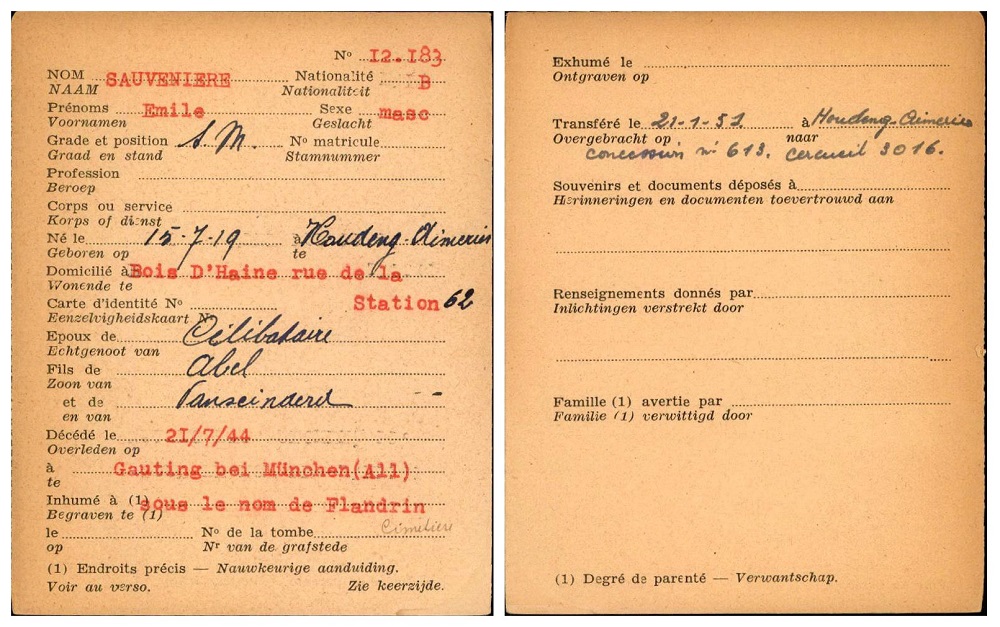 No 12.183
NOM SAUVENIERE Nationalité B
NAAM Nationaliteit
Prénoms Emile Sexe masc
Voornamen Geslacht
Grade et position S.M. No matricule
Graad en stand Stamnummer
Profession
Beroep
Corps ou service
Korps of dienst
Né le 15-7-19 à Houdeng-Aimeries
Geboren op te
Domicilié à Bois D'Haine rue de la
Wonende te
Carte d'identité No Station 62
Eenzelvigheidskaart Nr
Epoux de Célibataire
Echtgenoot van
Fils de Abel
Zoon van
et de Vanseinderd
en van
Décédé le 21/7/44
Overleden op
à Gauting bei München(All)
te
Inhumé à (1) sous le nom de Flandrin
Begraven te (1)
Cimetière
le No de la tombe
op Nr van de grafstede
(1) Endroits précis — Nauwkeurige aanduiding.
Voir au verso. Zie keerzijde.
Exhumé le
Ontgraven op
Transféré le 21-1-51 à Houdeng-Aimeries
Overgebracht op naar
concession no 613. cercueil 3016.
Souvenirs et documents déposés à
Herinneringen en documenten toevertrouwd aan
Renseignements donnés par
Inlichtingen verstrekt door
Famille (1) avertie par
Familie (1) verwittigd door
(1) Degré de parenté — Verwantschap.